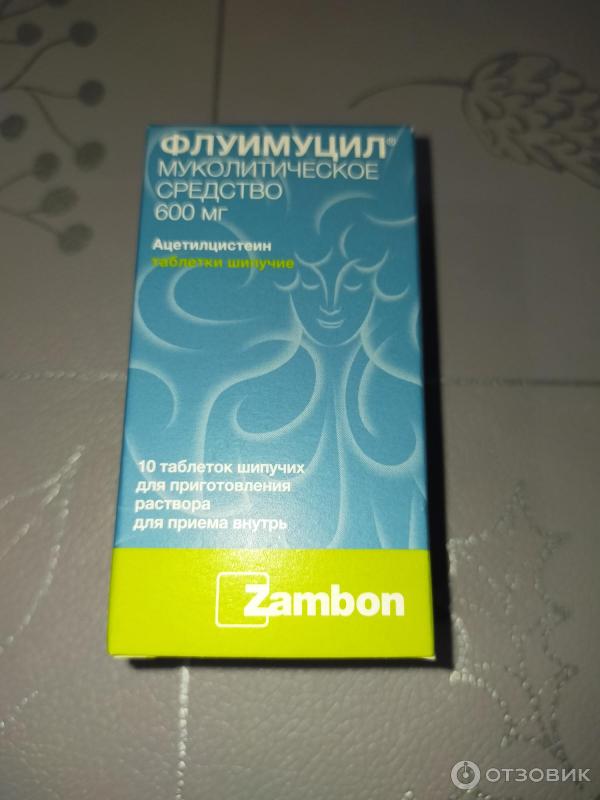 ФЛУИМУЦИЛ®
МУКОЛИТИЧЕСКОЕ
СРЕДСТВО
600 МГ
Ацетилцистеин
таблетки шипучие
10 таблеток шипучих
для приготовления
раствора
для приема внутрь
Zambon
ОТЗОВИК